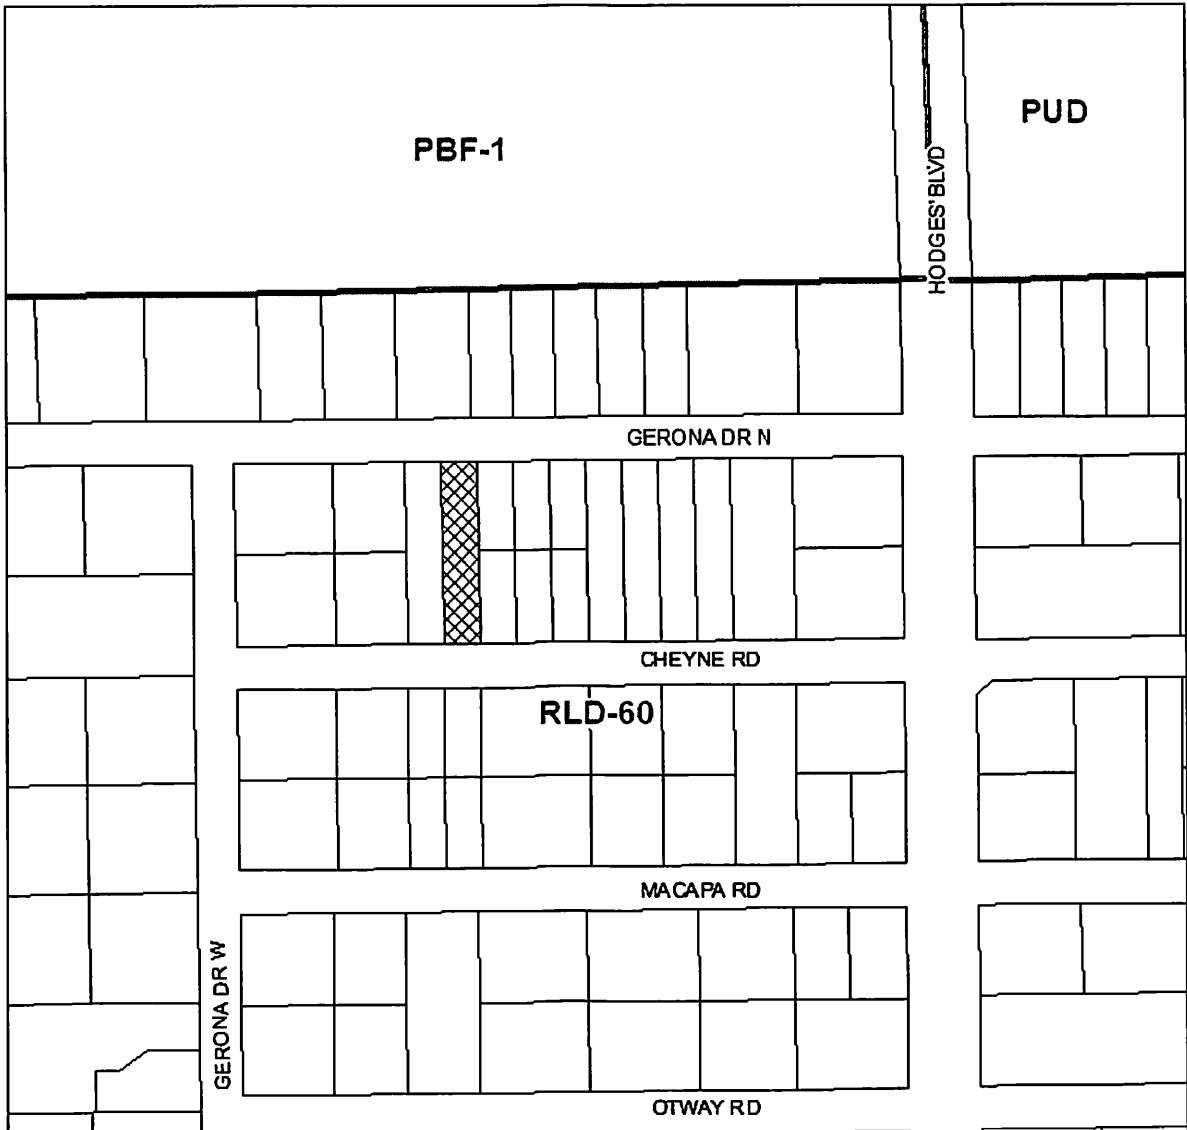 PUD
PBF-1
HODGES BLVD
GERONA DR N
CHEYNE RD
RLD-60
MACAPA RD
GERONA DR W
OTWAY RD